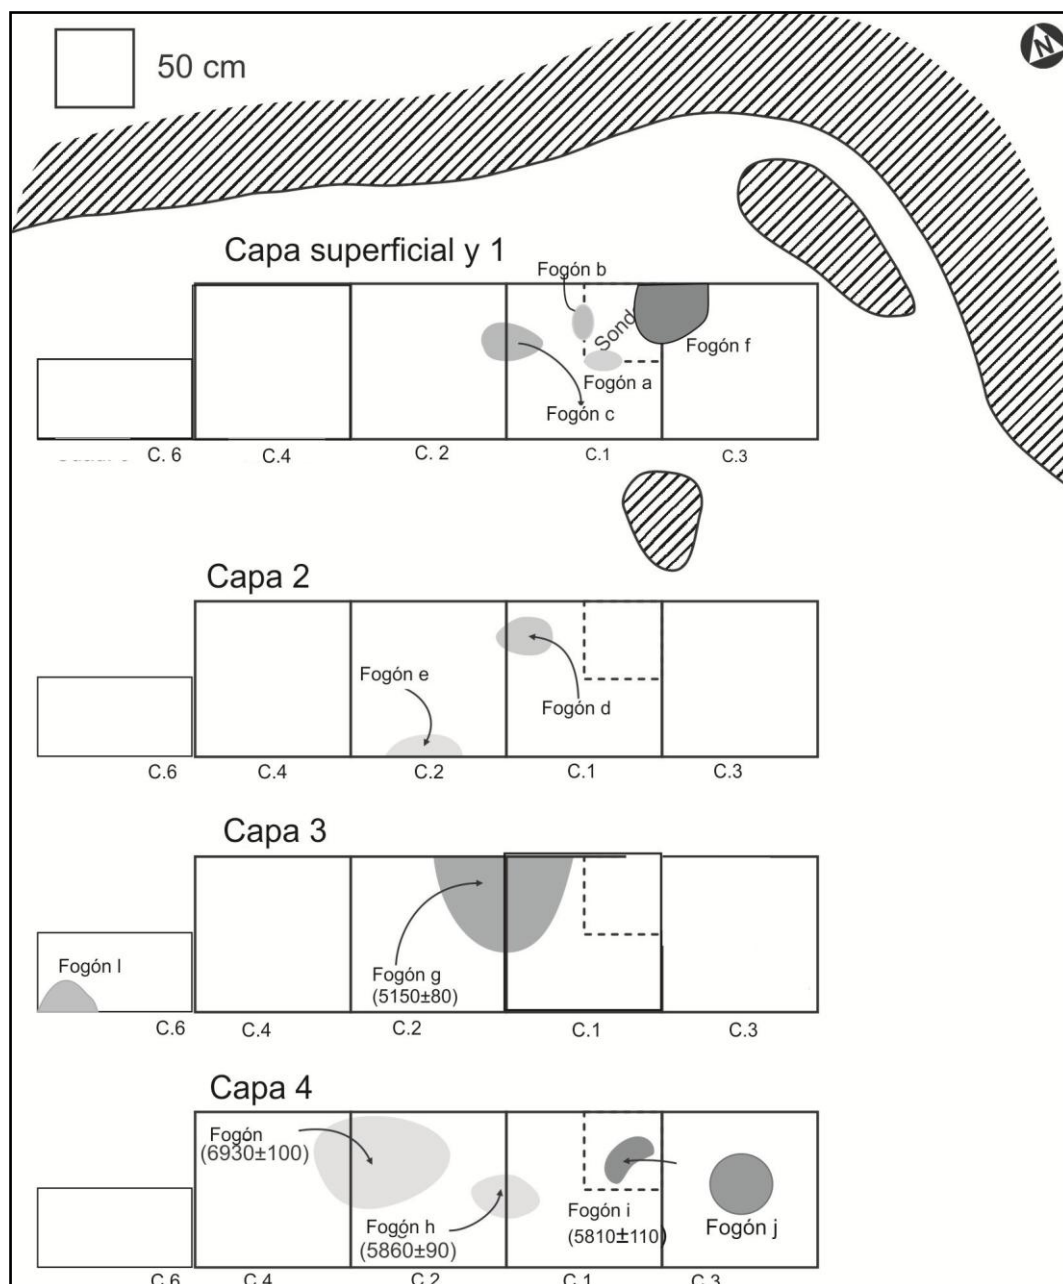 50 cm
N
Capa superficial y 1
Fogón b
Sond
Fogón f
Fogón a
Fogón c
C. 6 C.4 C. 2 C.1 C.3
Capa 2
Fogón e
Fogón d
C.6 C.4 C.2 C.1 C.3
Capa 3
Fogón l
Fogón g
(5150±80)
C.6 C.4 C.2 C.1 C.3
Capa 4
Fogón
(6930±100)
Fogón h
(5860±90)
Fogón i
(5810±110)
Fogón j
C.6 C.4 C.2 C.1 C.3